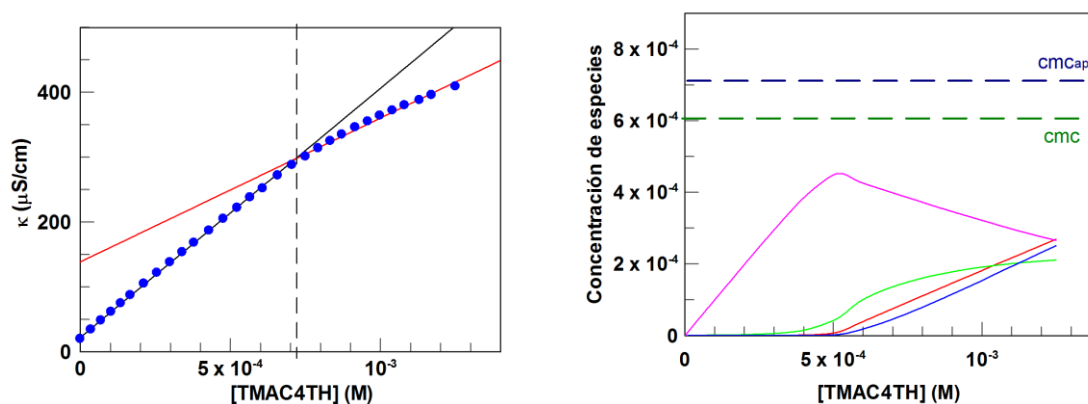 κ (μS/cm)
400
200
0
0
5 x 10⁻⁴
10⁻³
[TMAC4TH] (M)
Concentración de especies
8 x 10⁻⁴
6 x 10⁻⁴
4 x 10⁻⁴
2 x 10⁻⁴
0
cmcap
cmc
0
5 x 10⁻⁴
10⁻³
[TMAC4TH] (M)